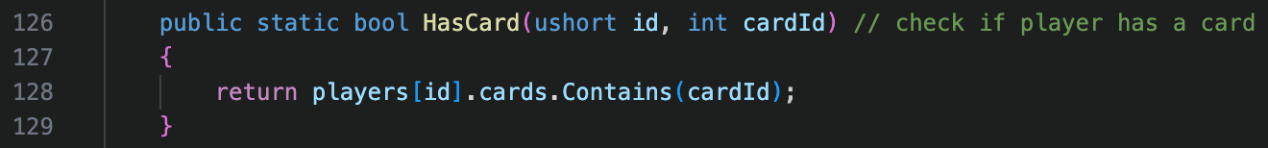 126 public static bool HasCard(ushort id, int cardId) // check if player has a card
127 {
128 return players[id].cards.Contains(cardId);
129 }